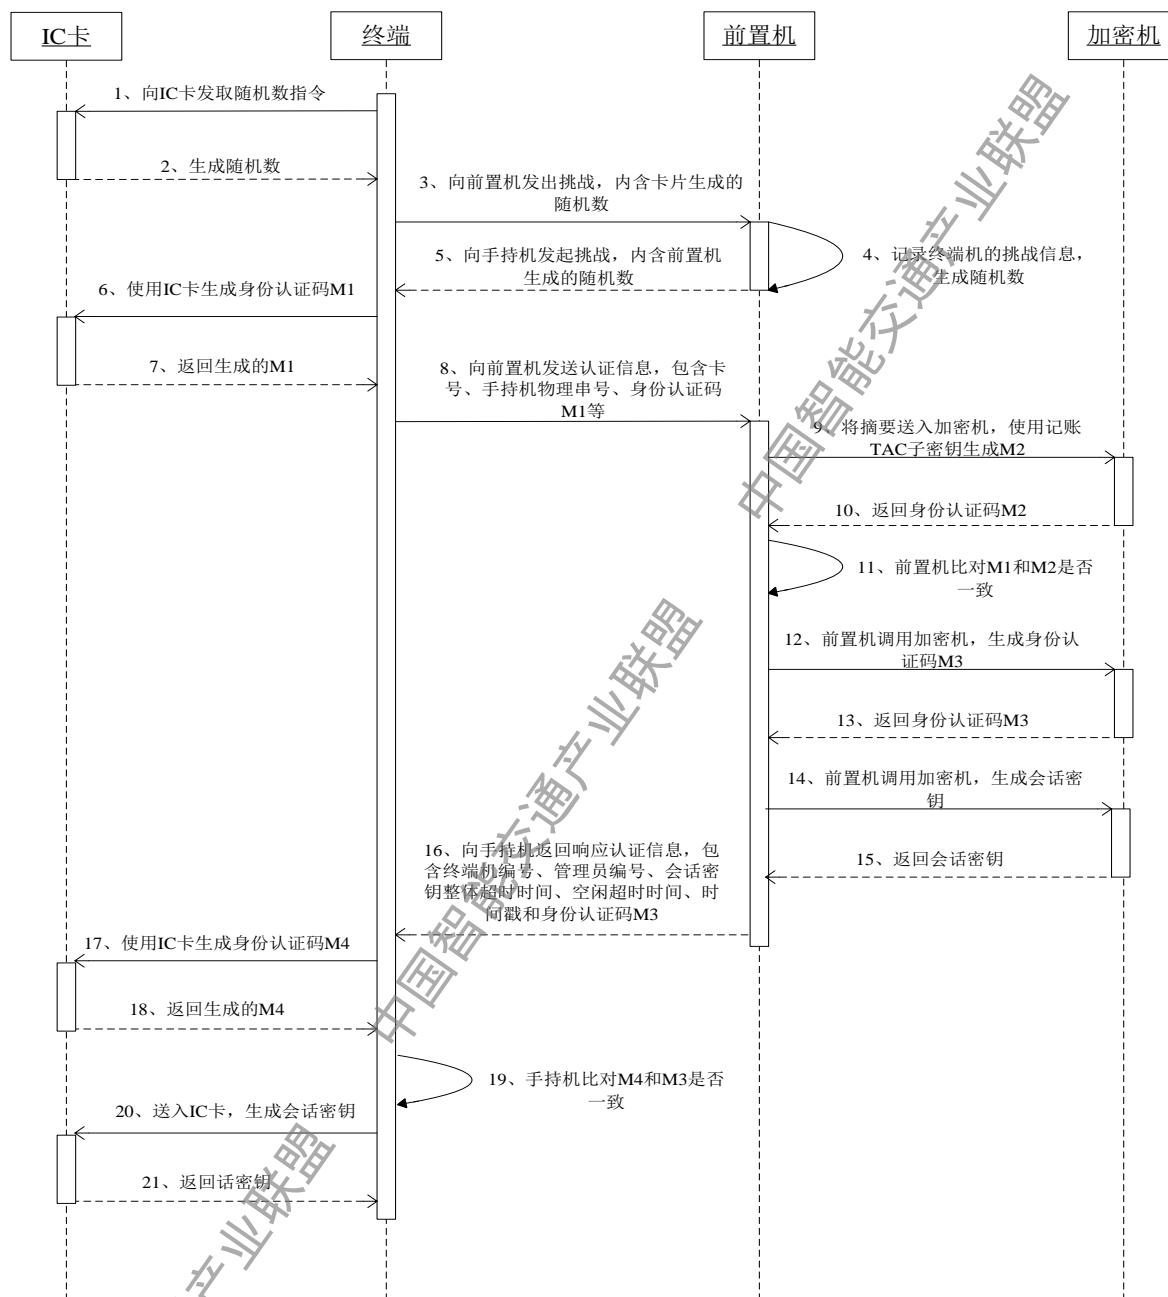 IC卡
终端
前置机
加密机
1、向IC卡发取随机数指令
2、生成随机数
3、向前置机发出挑战，内含卡片生成的
随机数
4、记录终端机的挑战信息，
生成随机数
5、向手持机发起挑战，内含前置机
生成的随机数
6、使用IC卡生成身份认证码M1
7、返回生成的M1
8、向前置机发送认证信息，包含卡
号、手持机物理串号、身份认证码
M1等
9、将摘要送入加密机，使用记账
TAC子密钥生成M2
10、返回身份认证码M2
11、前置机比对M1和M2是否
一致
12、前置机调用加密机，生成身份认
证码M3
13、返回身份认证码M3
14、前置机调用加密机，生成会话密
钥
15、返回会话密钥
16、向手持机返回响应认证信息，包
含终端机编号、管理员编号、会话密
钥整体超时时间、空闲超时时间、时
间戳和身份认证码M3
17、使用IC卡生成身份认证码M4
18、返回生成的M4
19、手持机比对M4和M3是否
一致
20、送入IC卡，生成会话密钥
21、返回话密钥
中国智能交通产业联盟
中国智能交通产业联盟
产业联盟